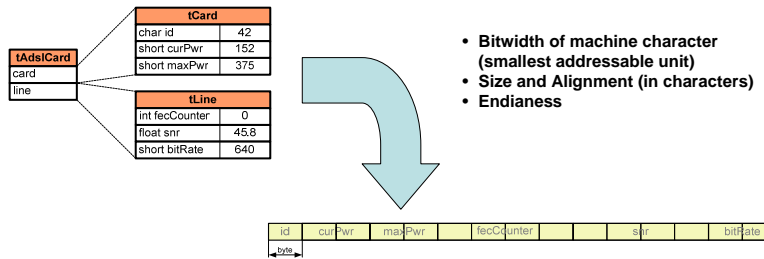 tCard
char id 42
short curPwr 152
short maxPwr 375
tAdslCard
card
line
tLine
int fecCounter 0
float snr 45.8
short bitRate 640
• Bitwidth of machine character
(smallest addressable unit)
• Size and Alignment (in characters)
• Endianess
id curPwr maxPwr fecCounter snr bitRate
byte